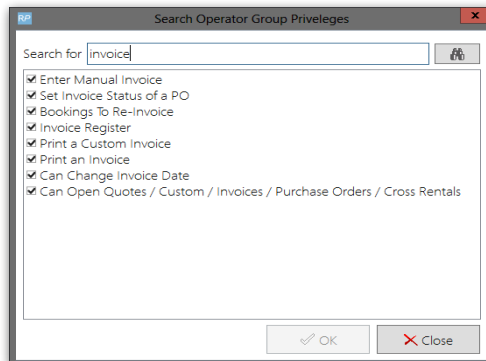 RP Search Operator Group Priveleges x
Search for invoice
Enter Manual Invoice
Set Invoice Status of a PO
Bookings To Re-Invoice
Invoice Register
Print a Custom Invoice
Print an Invoice
Can Change Invoice Date
Can Open Quotes / Custom / Invoices / Purchase Orders / Cross Rentals
OK Close